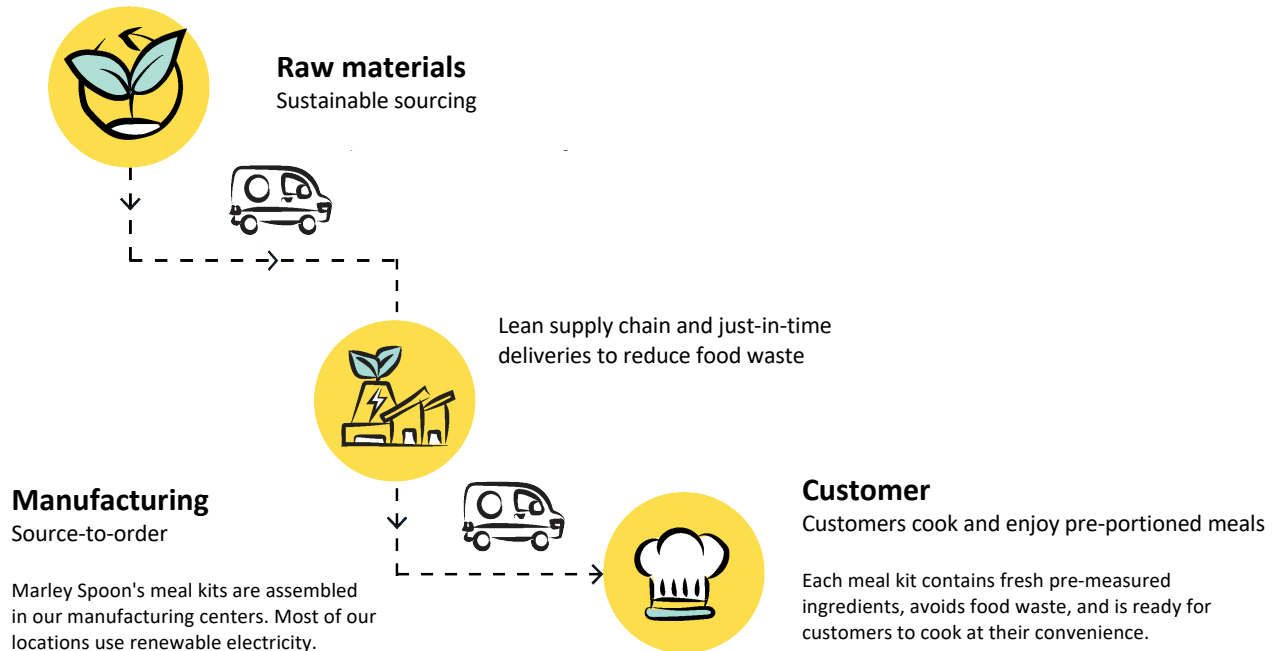 Raw materials
Sustainable sourcing
Lean supply chain and just-in-time
deliveries to reduce food waste
Manufacturing
Source-to-order
Marley Spoon's meal kits are assembled
in our manufacturing centers. Most of our
locations use renewable electricity.
Customer
Customers cook and enjoy pre-portioned meals
Each meal kit contains fresh pre-measured
ingredients, avoids food waste, and is ready for
customers to cook at their convenience.